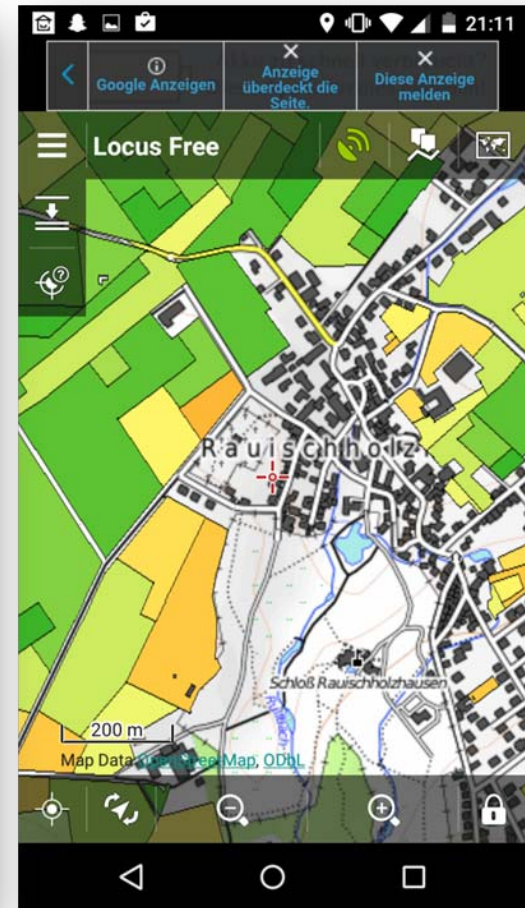 21:11
Google Anzeigen
Anzeige
überdeckt die
Seite.
Diese Anzeige
melden
Locus Free
Rauischholz
Schloß Rauischholzhausen
200 m
Map Data OpenStreetMap, ODbL